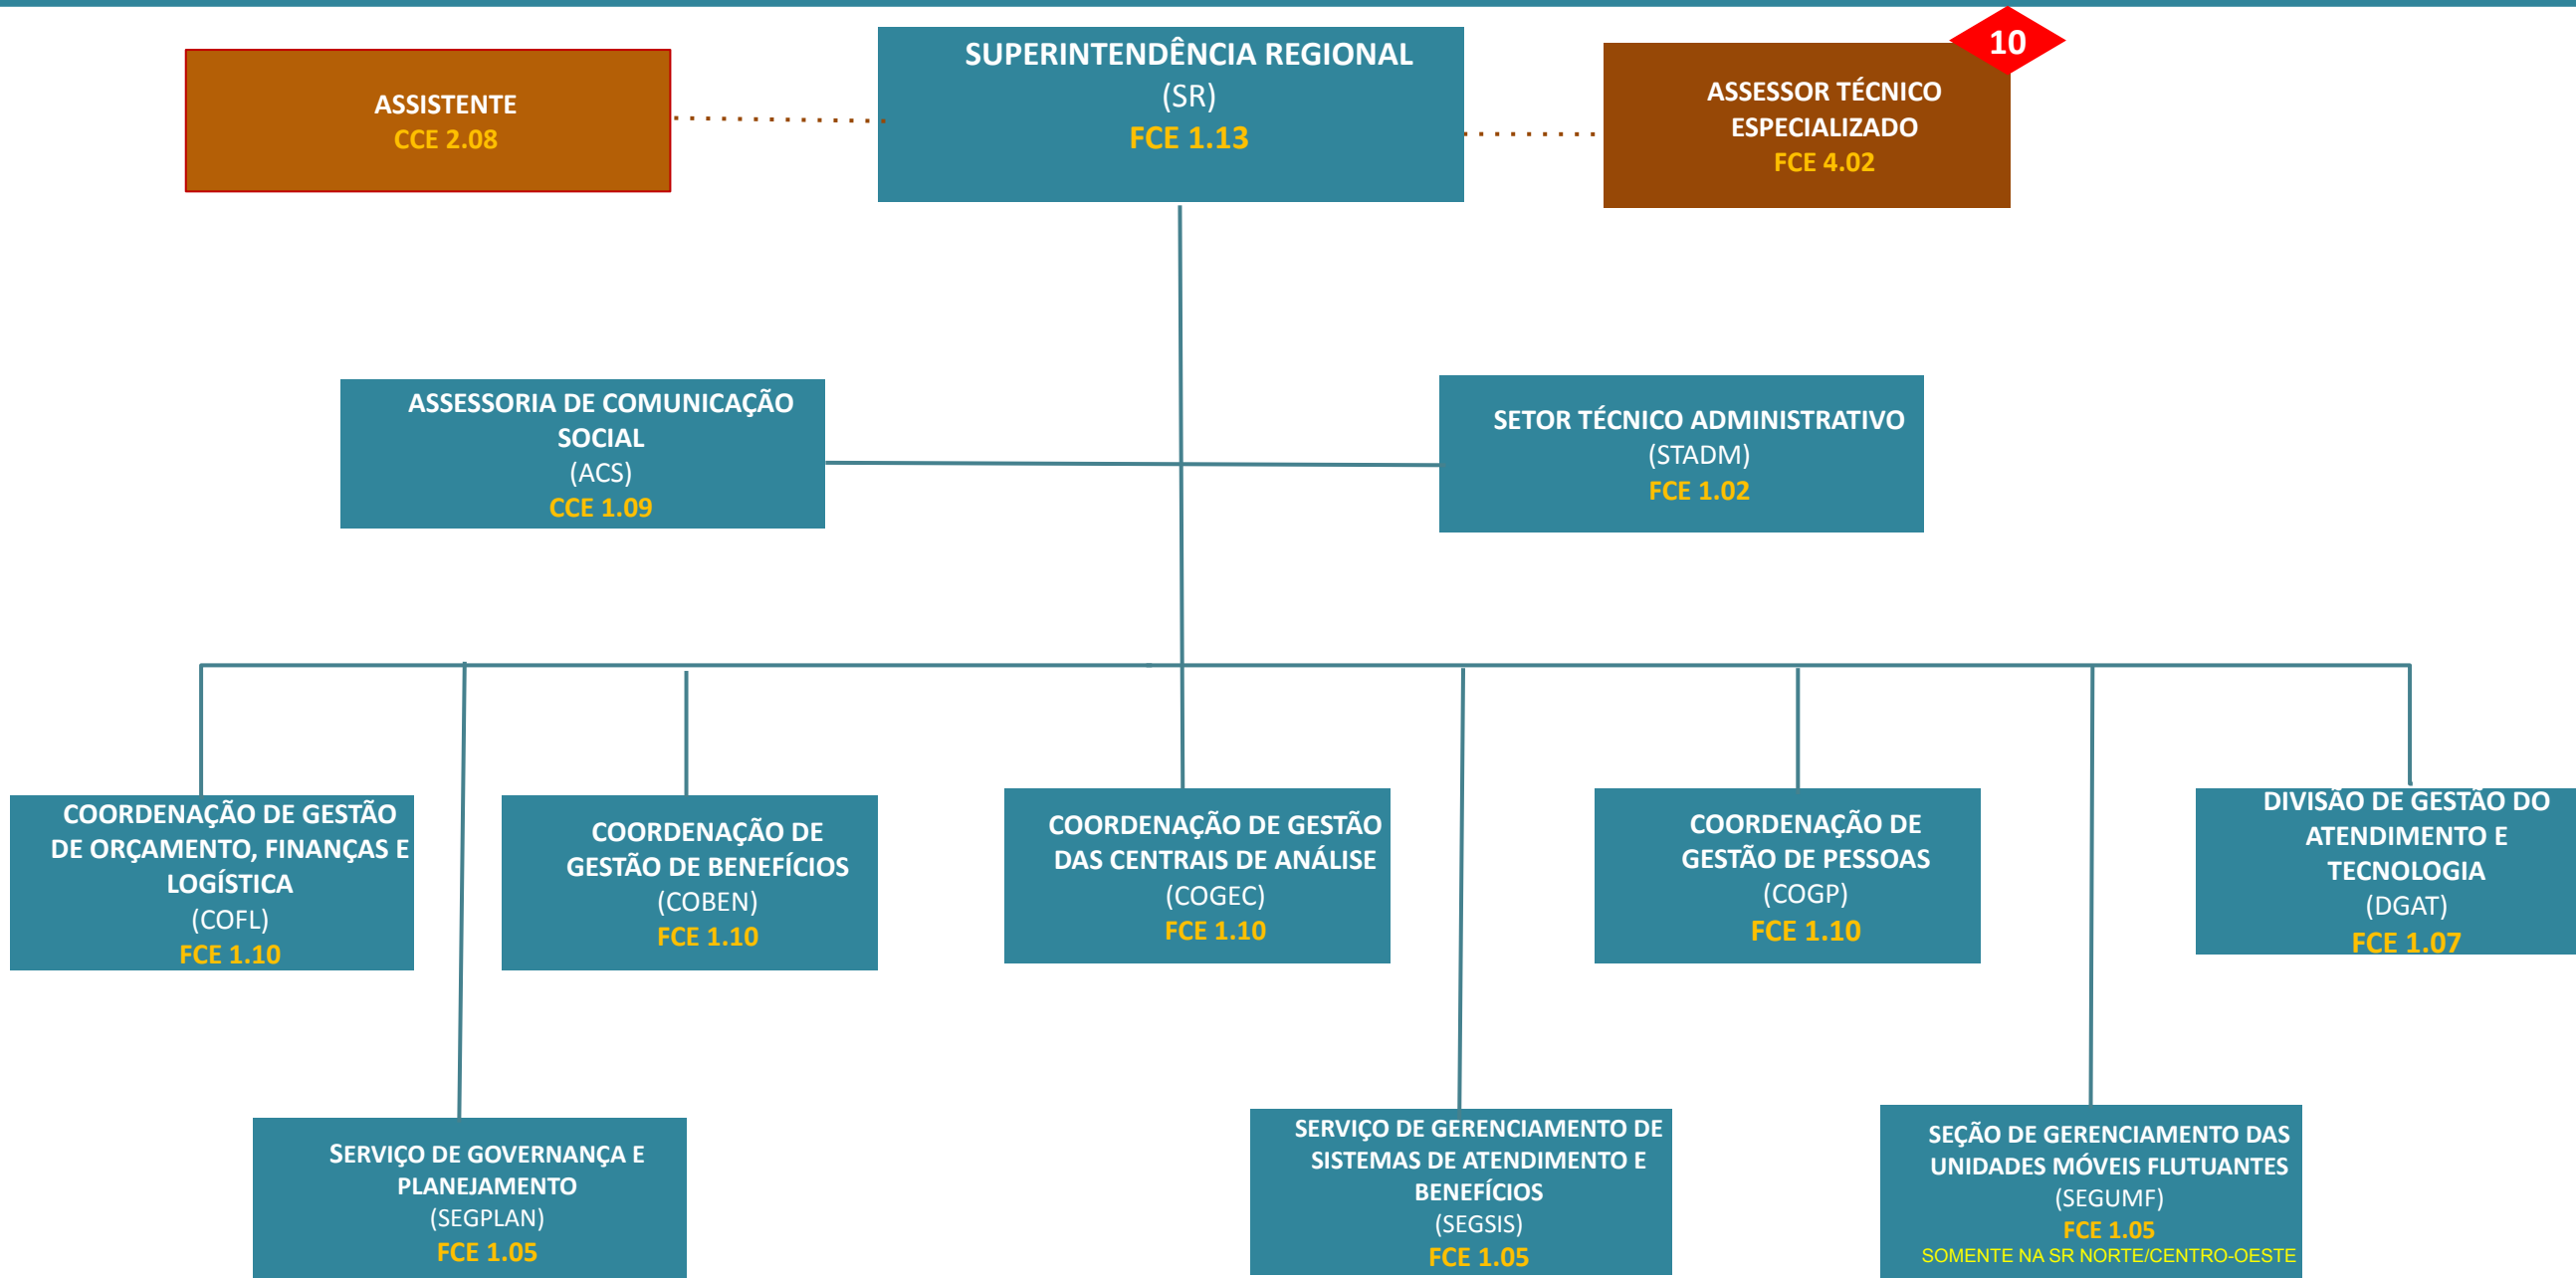 ASSISTENTE
CCE 2.08
SUPERINTENDÊNCIA REGIONAL
(SR)
FCE 1.13
10
ASSESSOR TÉCNICO
ESPECIALIZADO
FCE 4.02
ASSESSORIA DE COMUNICAÇÃO
SOCIAL
(ACS)
CCE 1.09
SETOR TÉCNICO ADMINISTRATIVO
(STADM)
FCE 1.02
COORDENAÇÃO DE GESTÃO
DE ORÇAMENTO, FINANÇAS E
LOGÍSTICA
(COFL)
FCE 1.10
COORDENAÇÃO DE
GESTÃO DE BENEFÍCIOS
(COBEN)
FCE 1.10
COORDENAÇÃO DE GESTÃO
DAS CENTRAIS DE ANÁLISE
(COGEC)
FCE 1.10
COORDENAÇÃO DE
GESTÃO DE PESSOAS
(COGP)
FCE 1.10
DIVISÃO DE GESTÃO DO
ATENDIMENTO E
TECNOLOGIA
(DGAT)
FCE 1.07
SERVIÇO DE GOVERNANÇA E
PLANEJAMENTO
(SEGPLAN)
FCE 1.05
SERVIÇO DE GERENCIAMENTO DE
SISTEMAS DE ATENDIMENTO E
BENEFÍCIOS
(SEGSIS)
FCE 1.05
SEÇÃO DE GERENCIAMENTO DAS
UNIDADES MÓVEIS FLUTUANTES
(SEGUMF)
FCE 1.05
SOMENTE NA SR NORTE/CENTRO-OESTE